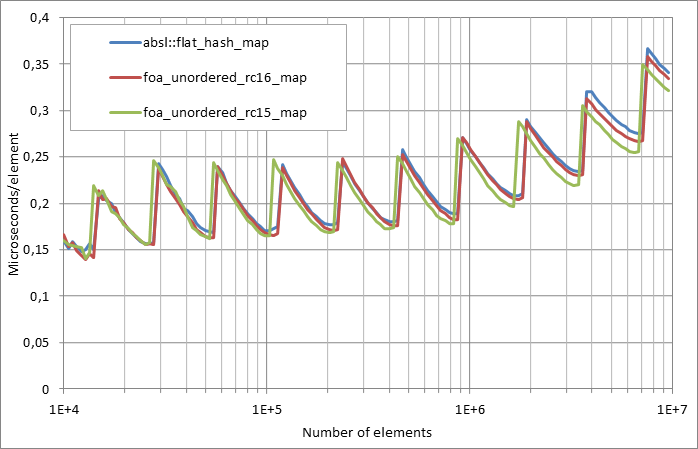 0,4
0,35
0,3
0,25
0,2
0,15
0,1
0,05
0
Microseconds/element
absl::flat_hash_map
foa_unordered_rc16_map
foa_unordered_rc15_map
1E+4 1E+5 1E+6 1E+7
Number of elements